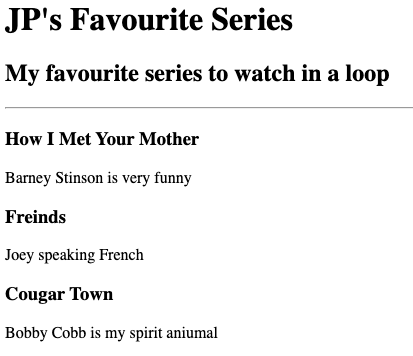 JP's Favourite Series
My favourite series to watch in a loop
How I Met Your Mother
Barney Stinson is very funny
Freinds
Joey speaking French
Cougar Town
Bobby Cobb is my spirit aniumal